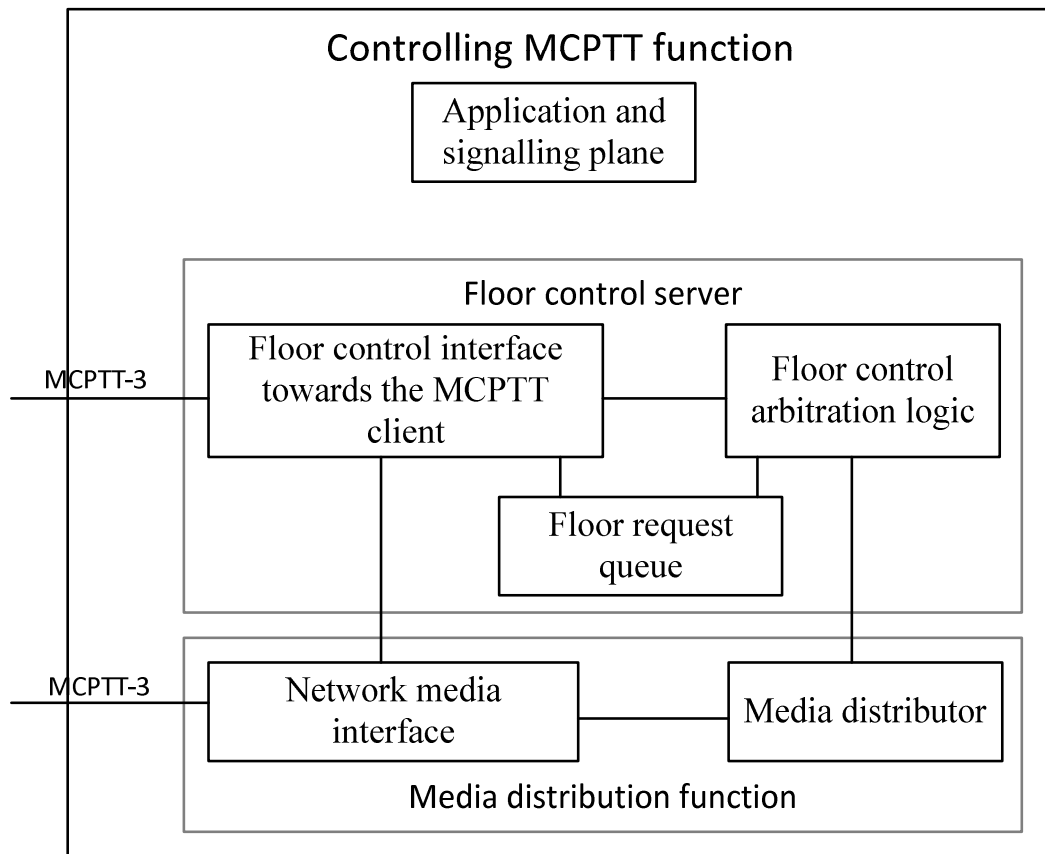 Controlling MCPTT function
Application and
signalling plane
Floor control server
Floor control interface
towards the MCPTT
client
Floor control
arbitration logic
MCPTT-3
Floor request
queue
MCPTT-3
Network media
interface
Media distributor
Media distribution function